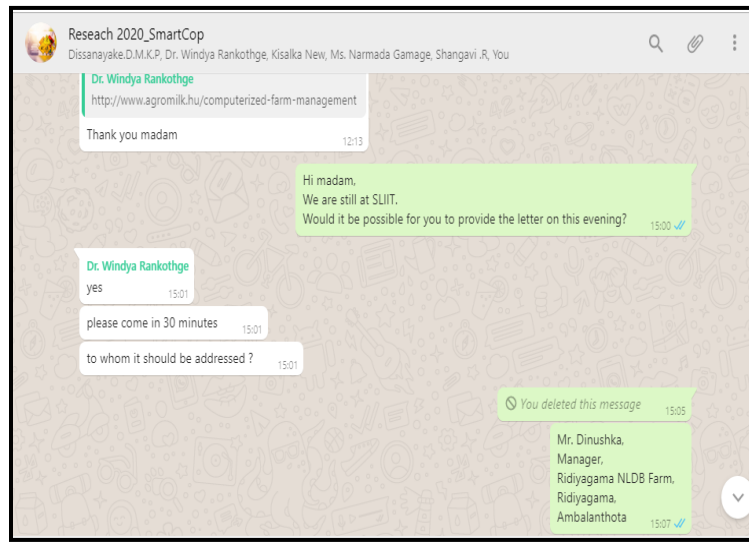 Reseach 2020_SmartCop
Dissanayake.D.M.K.P, Dr. Windya Rankothge, Kisalka New, Ms. Narmada Gamage, Shangavi .R, You
Dr. Windya Rankothge
http://www.agromilk.hu/computerized-farm-management
Thank you madam
12:13
Hi madam,
We are still at SLIIT.
Would it be possible for you to provide the letter on this evening?
15:00
Dr. Windya Rankothge
yes
15:01
please come in 30 minutes
15:01
to whom it should be addressed ?
15:01
You deleted this message
15:05
Mr. Dinushka,
Manager,
Ridiyagama NLDB Farm,
Ridiyagama,
Ambalanthota
15:07